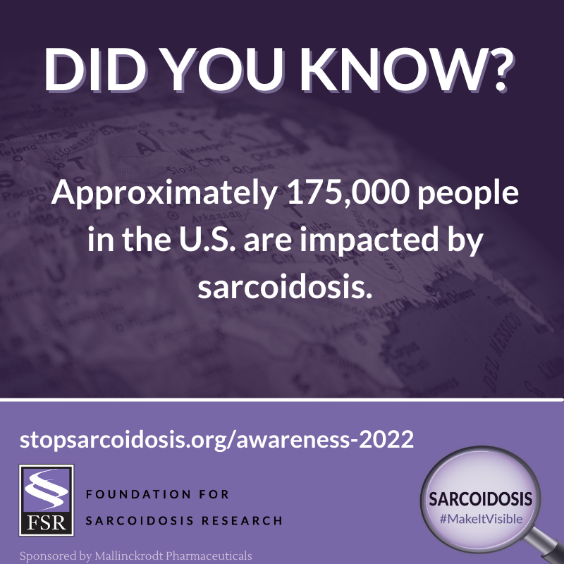 DID YOU KNOW?
Approximately 175,000 people
in the U.S. are impacted by
sarcoidosis.
stopsarcoidosis.org/awareness-2022
FSR
FOUNDATION FOR
SARCOIDOSIS RESEARCH
SARCOIDOSIS
#MakeItVisible
Sponsored by Mallinckrodt Pharmaceuticals